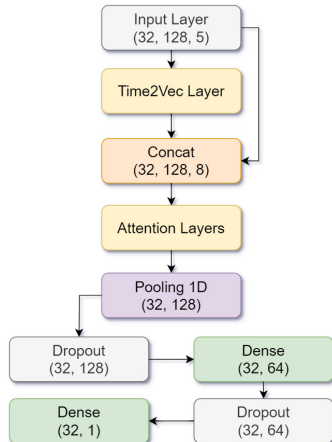 Input Layer
(32, 128, 5)
Time2Vec Layer
Concat
(32, 128, 8)
Attention Layers
Pooling 1D
(32, 128)
Dropout
(32, 128)
Dense
(32, 64)
Dense
(32, 1)
Dropout
(32, 64)